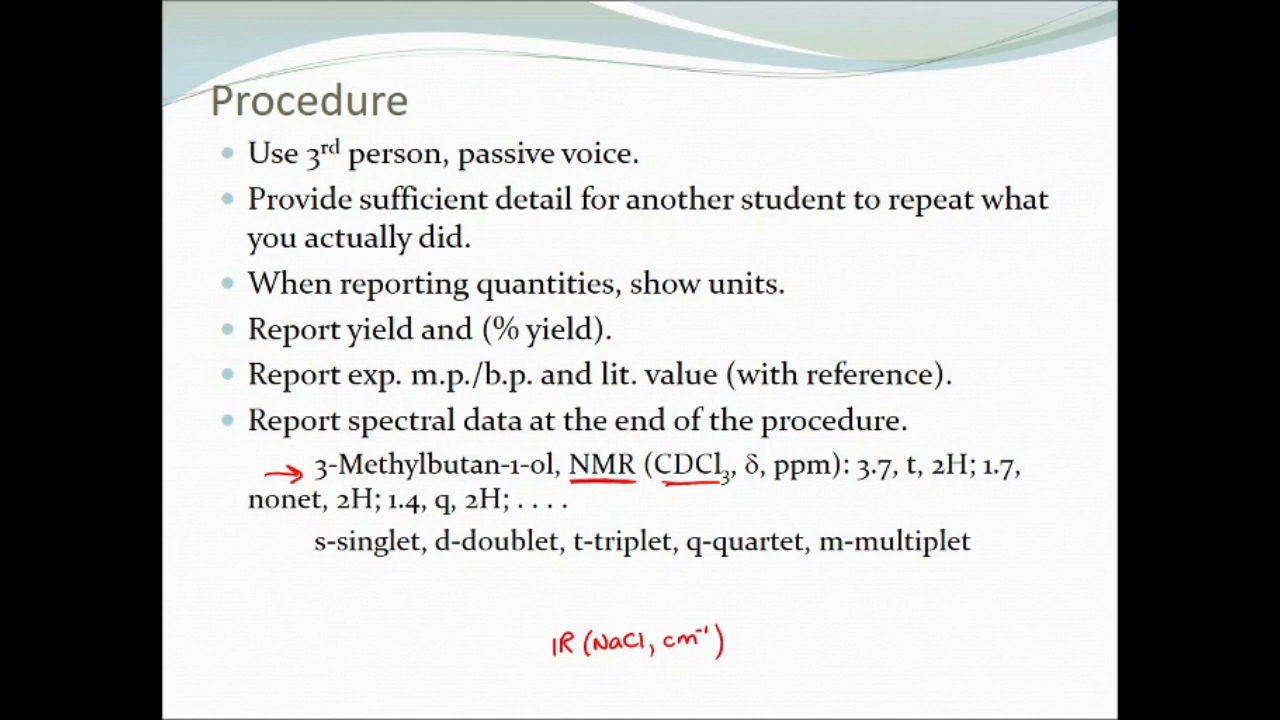 Procedure
Use 3rd person, passive voice.
Provide sufficient detail for another student to repeat what
you actually did.
When reporting quantities, show units.
Report yield and (% yield).
Report exp. m.p./b.p. and lit. value (with reference).
Report spectral data at the end of the procedure.
3-Methylbutan-1-ol, NMR (CDCl3, δ, ppm): 3.7, t, 2H; 1.7,
nonet, 2H; 1.4, q, 2H; . . . .
s-singlet, d-doublet, t-triplet, q-quartet, m-multiplet
IR (NaCl, cm⁻¹)